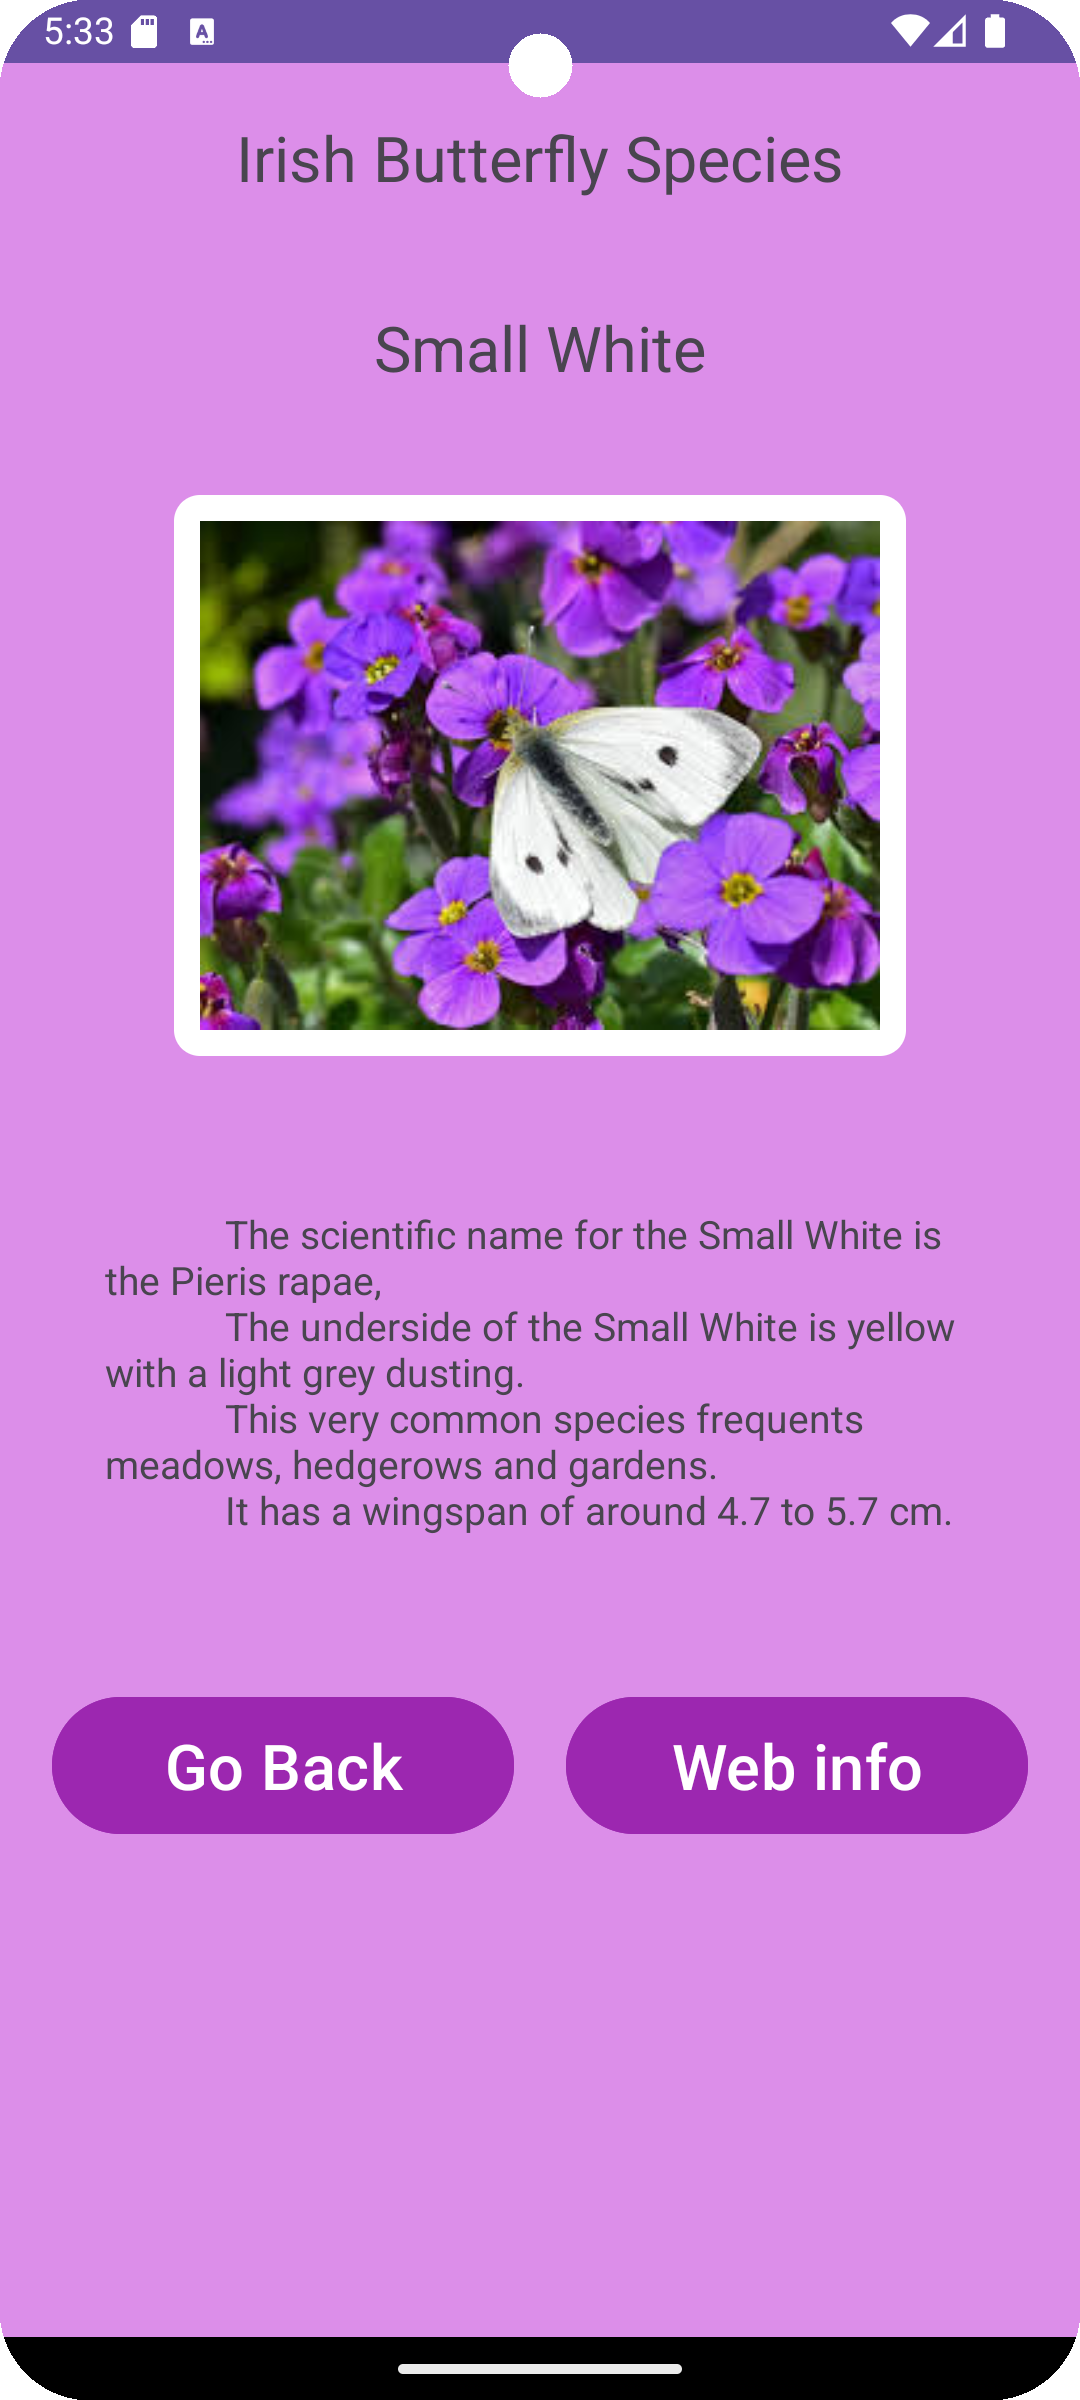 5:33
Irish Butterfly Species
Small White
The scientific name for the Small White is
the Pieris rapae,
The underside of the Small White is yellow
with a light grey dusting.
This very common species frequents
meadows, hedgerows and gardens.
It has a wingspan of around 4.7 to 5.7 cm.
Go Back
Web info